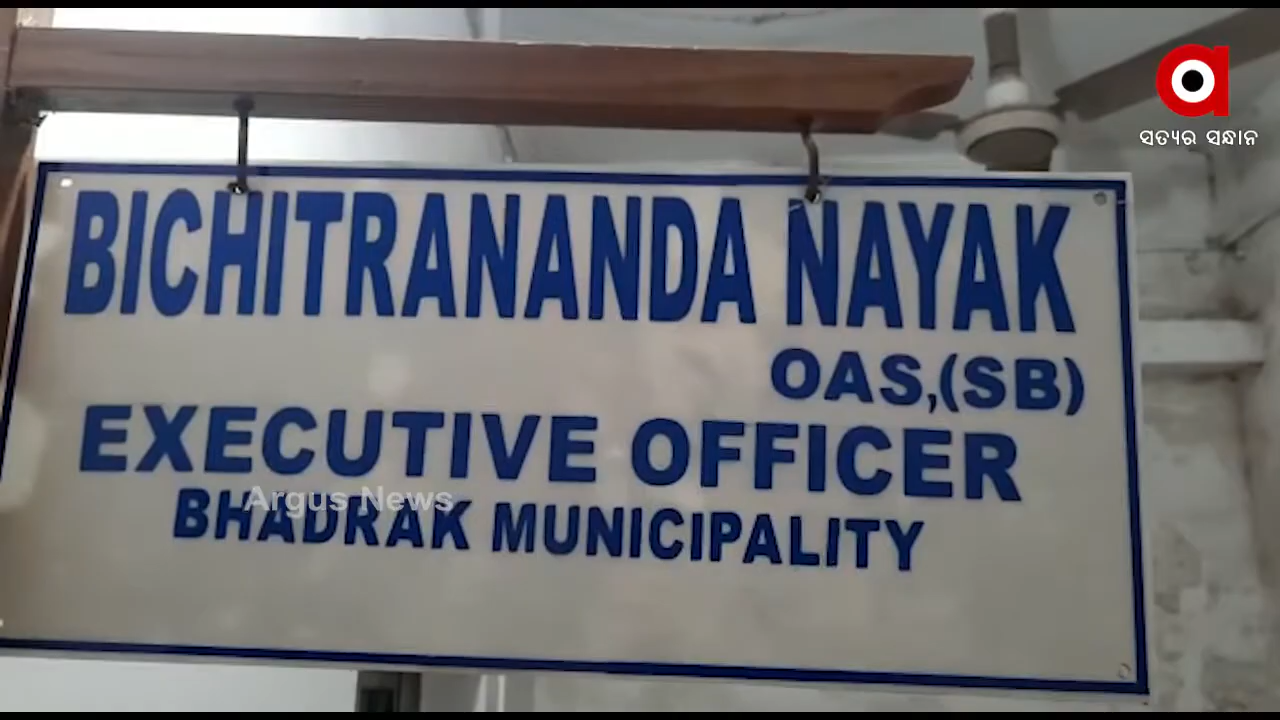 ସତ୍ୟର ସନ୍ଧାନ
BICHITRANANDA NAYAK
OAS,(SB)
EXECUTIVE OFFICER
Argus News
BHADRAK MUNICIPALITY